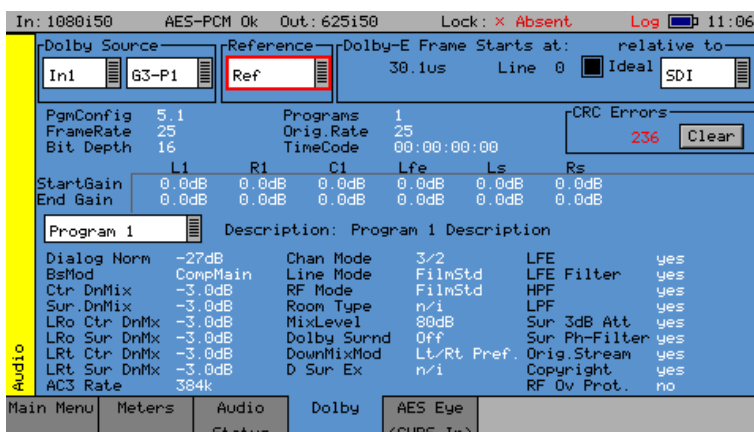 In: 1080i50 AES-PCM Ok Out: 625i50 Lock: × Absent Log 11:06
Dolby Source Reference Dolby-E Frame Starts at: relative to
In1 G3-P1 Ref 30.1us Line 0 Ideal SDI
PgmConfig 5.1 Programs 1 CRC Errors
FrameRate 25 Orig.Rate 25 236 Clear
Bit Depth 16 TimeCode 00:00:00:00
L1 R1 C1 Lfe Ls Rs
StartGain 0.0dB 0.0dB 0.0dB 0.0dB 0.0dB 0.0dB
End Gain 0.0dB 0.0dB 0.0dB 0.0dB 0.0dB 0.0dB
Program 1 Description: Program 1 Description
Dialog Norm -27dB Chan Mode 3/2 LFE yes
BsMod CompMain Line Mode FilmStd LFE Filter yes
Ctr DnMix -3.0dB RF Mode FilmStd HPF yes
Sur.DnMix -3.0dB Room Type n/i LPF yes
LRo Ctr DnMx -3.0dB MixLevel 80dB Sur 3dB Att yes
LRo Sur DnMx -3.0dB Dolby Surnd Off Sur Ph-Filter yes
LRt Ctr DnMx -3.0dB DownMixMod Lt/Rt Pref. Orig.Stream yes
LRt Sur DnMx -3.0dB D Sur Ex n/i Copyright yes
AC3 Rate 384k RF Ov Prot. no
Audio
Main Menu Meters Audio Dolby AES Eye
Status (SURS In)